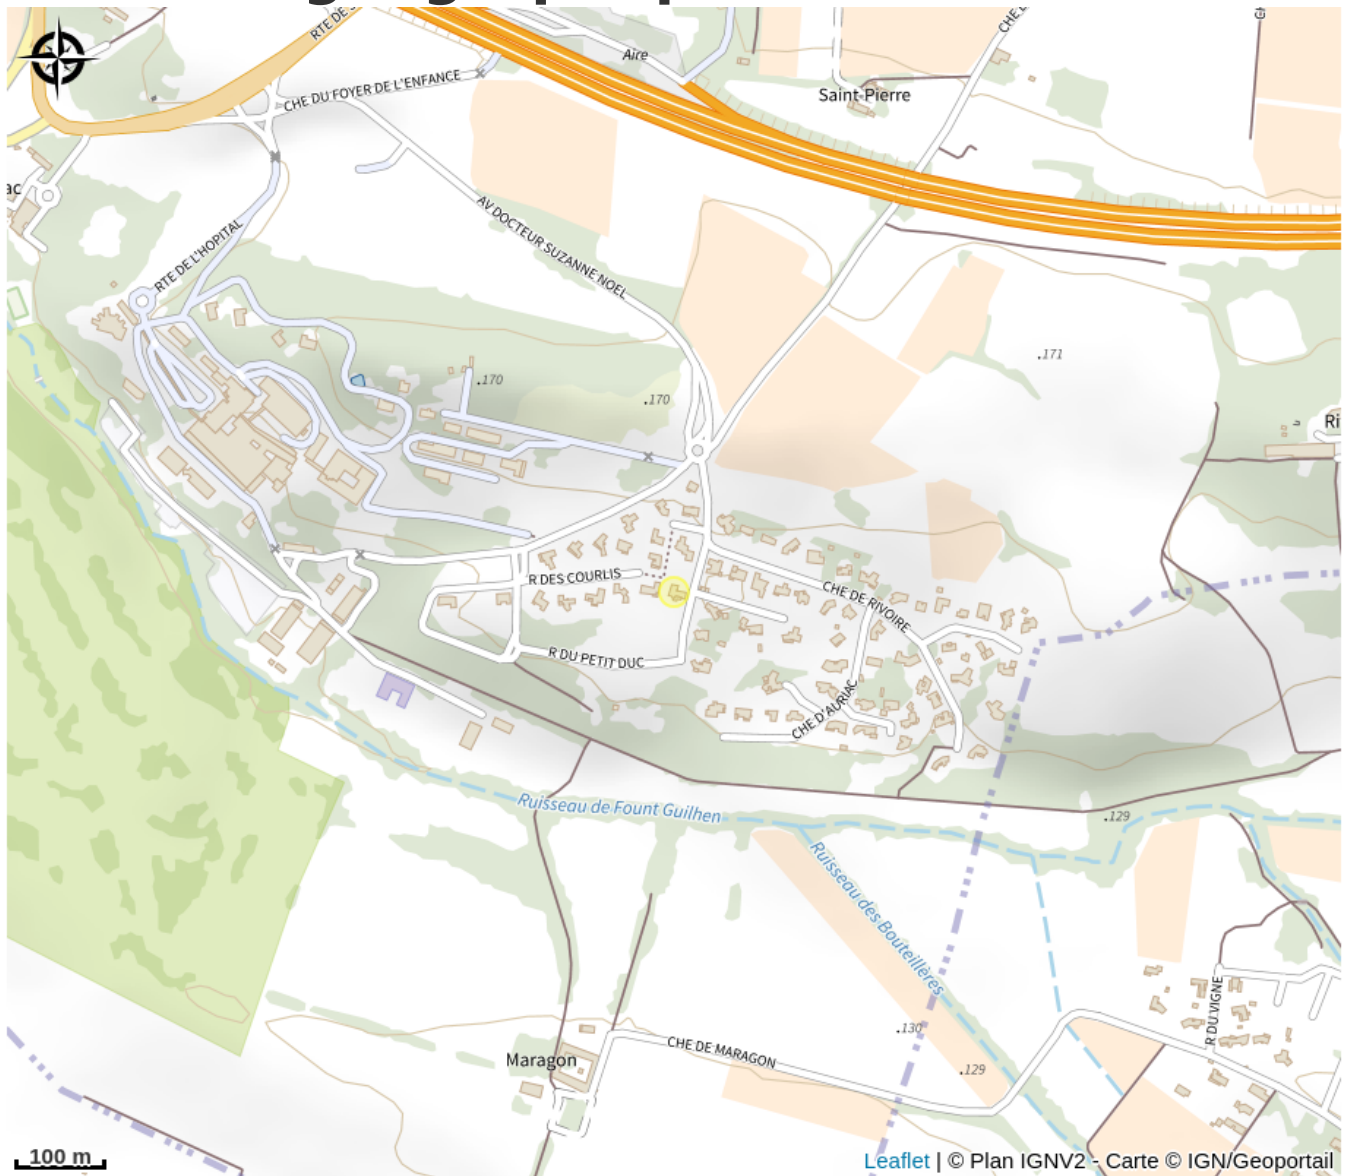 RTE DE S
CHE D
Aire
CHE DU FOYER DE L'ENFANCE
Saint-Pierre
ac
AV DOCTEUR SUZANNE NOEL
RTE DE L'HOPITAL
.171
.170
.170
Ri
R DES COURLIS
CHE DE RIVOIRE
R DU PETIT DUC
CHE D'AURIAC
Ruisseau de Fount Guilhen
.129
Ruisseau des Bouteillères
R DU VIGNE
.130
CHE DE MARAGON
Maragon
.129
100 m
Leaflet | © Plan IGNV2 - Carte © IGN/Geoportail